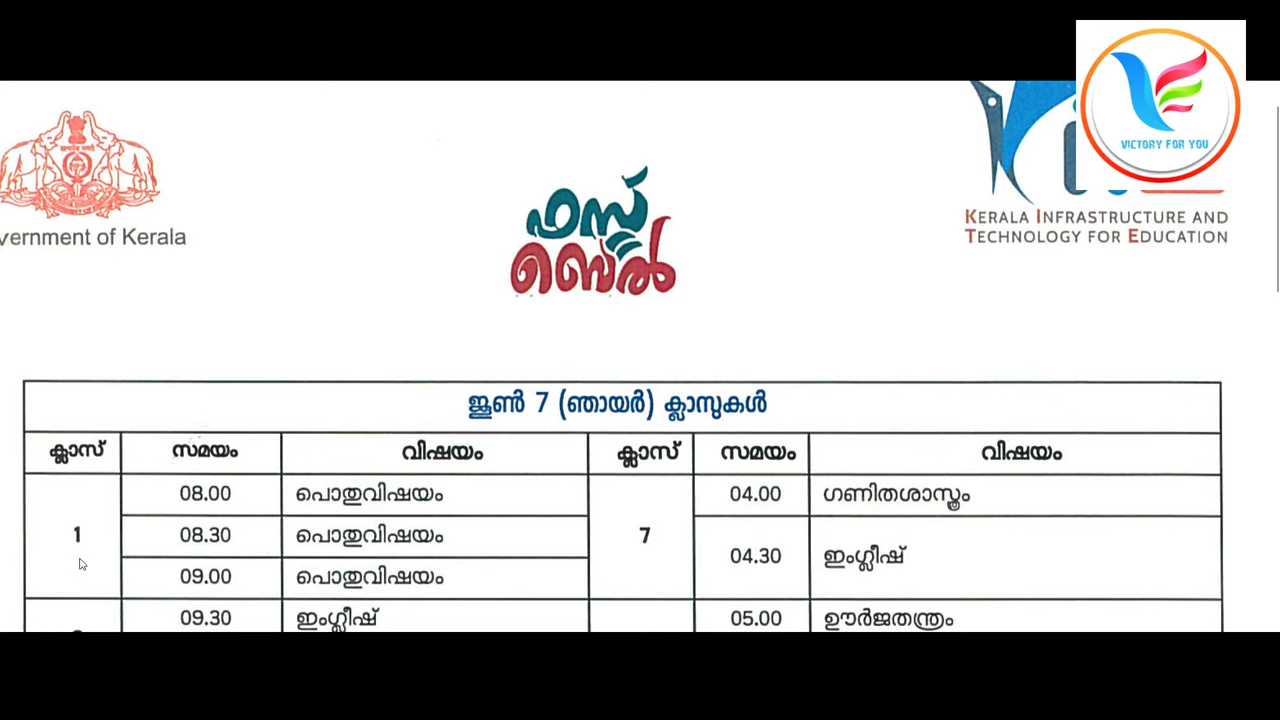 VICTORY FOR YOU
vernment of Kerala
KERALA INFRASTRUCTURE AND
TECHNOLOGY FOR EDUCATION
ഫസ്റ്റ്
ബെൽ
ജൂൺ 7 (ഞായർ) ക്ലാസുകൾ
ക്ലാസ് സമയം വിഷയം ക്ലാസ് സമയം വിഷയം
1 08.00 പൊതുവിഷയം 7 04.00 ഗണിതശാസ്ത്രം
08.30 പൊതുവിഷയം 04.30 ഇംഗ്ലീഷ്
09.00 പൊതുവിഷയം
09.30 ഇംഗ്ലീഷ് 05.00 ഊർജതന്ത്രം